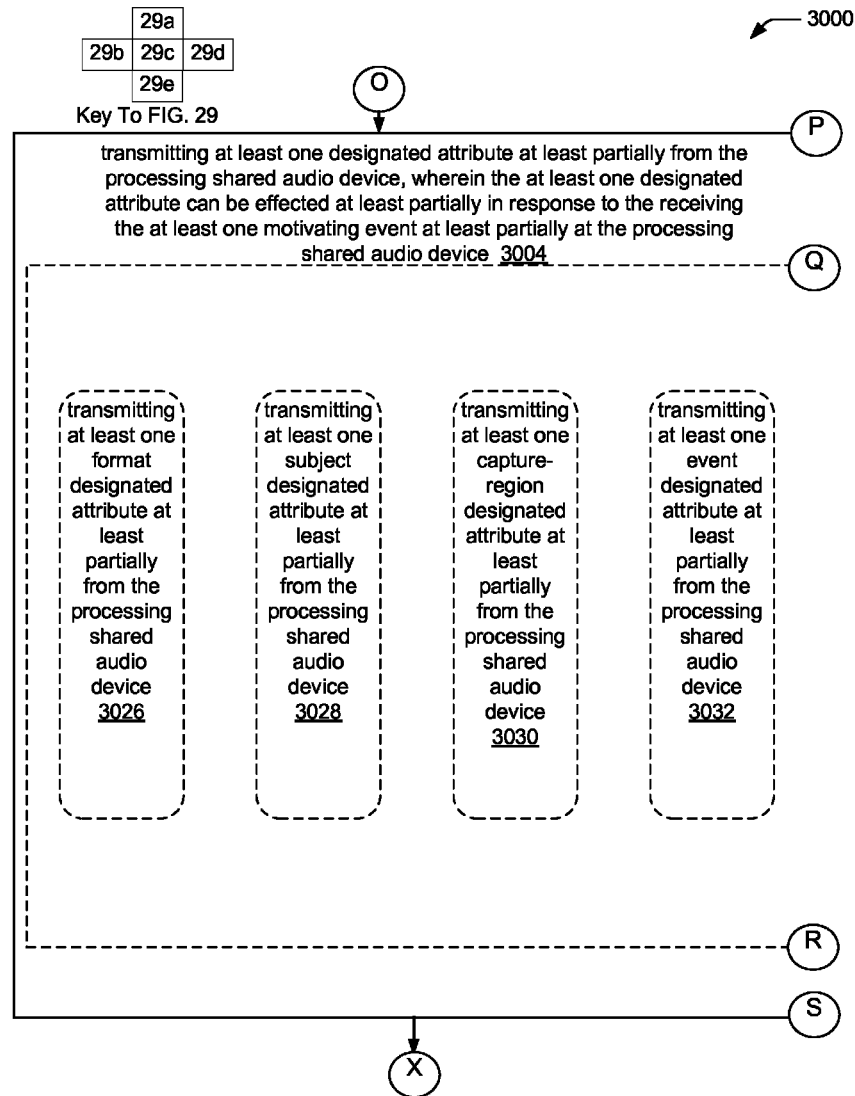 29a
3000
29b 29c 29d
29e
Key To FIG. 29
O
P
transmitting at least one designated attribute at least partially from the
processing shared audio device, wherein the at least one designated
attribute can be effected at least partially in response to the receiving
the at least one motivating event at least partially at the processing
shared audio device 3004
Q
transmitting
at least one
format
designated
attribute at
least
partially
from the
processing
shared
audio
device
3026
transmitting
at least one
subject
designated
attribute at
least
partially
from the
processing
shared
audio
device
3028
transmitting
at least one
capture-
region
designated
attribute at
least
partially
from the
processing
shared
audio
device
3030
transmitting
at least one
event
designated
attribute at
least
partially
from the
processing
shared
audio
device
3032
R
S
X